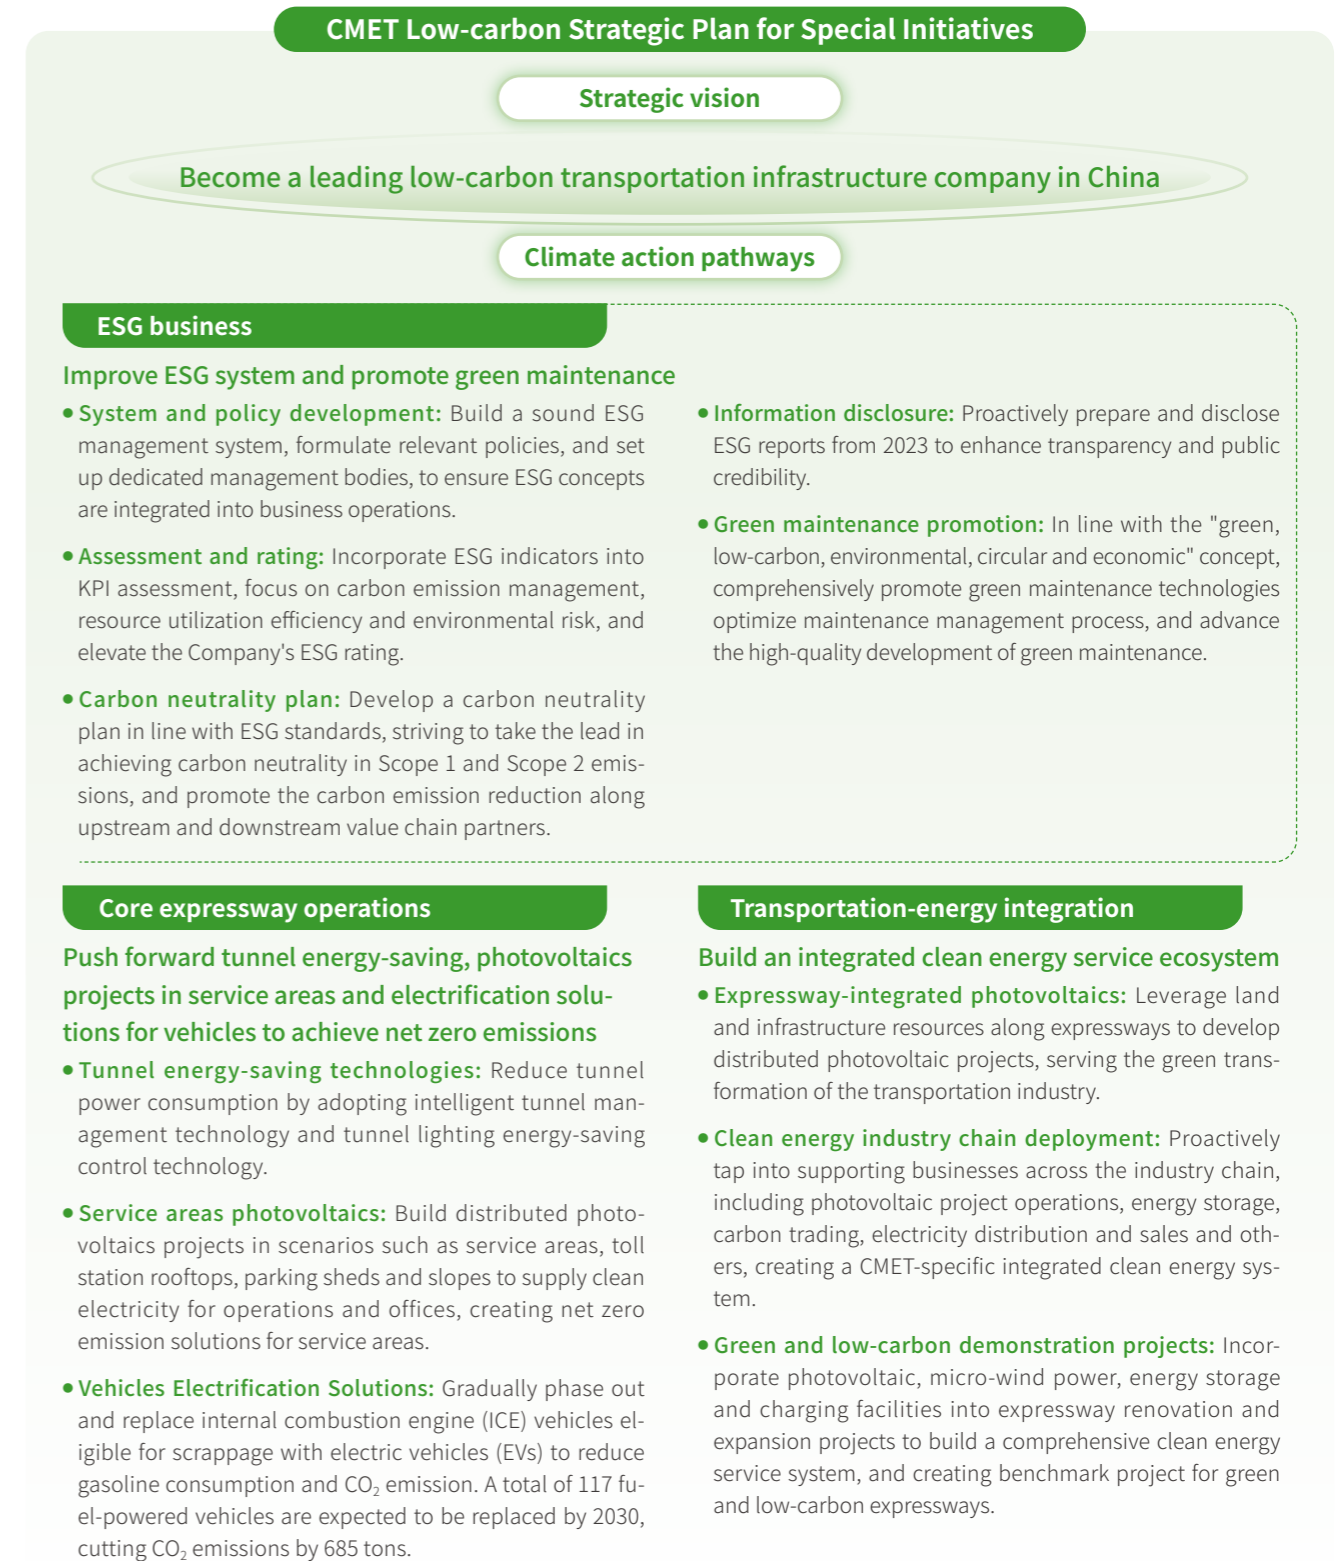 CMET Low-carbon Strategic Plan for Special Initiatives
Strategic vision
Become a leading low-carbon transportation infrastructure company in China
Climate action pathways
ESG business
Improve ESG system and promote green maintenance
• System and policy development: Build a sound ESG
management system, formulate relevant policies, and set
up dedicated management bodies, to ensure ESG concepts
are integrated into business operations.
• Assessment and rating: Incorporate ESG indicators into
KPI assessment, focus on carbon emission management,
resource utilization efficiency and environmental risk, and
elevate the Company's ESG rating.
• Carbon neutrality plan: Develop a carbon neutrality
plan in line with ESG standards, striving to take the lead in
achieving carbon neutrality in Scope 1 and Scope 2 emis-
sions, and promote the carbon emission reduction along
upstream and downstream value chain partners.
• Information disclosure: Proactively prepare and disclose
ESG reports from 2023 to enhance transparency and public
credibility.
• Green maintenance promotion: In line with the "green,
low-carbon, environmental, circular and economic" concept,
comprehensively promote green maintenance technologies
optimize maintenance management process, and advance
the high-quality development of green maintenance.
Core expressway operations
Push forward tunnel energy-saving, photovoltaics
projects in service areas and electrification solu-
tions for vehicles to achieve net zero emissions
• Tunnel energy-saving technologies: Reduce tunnel
power consumption by adopting intelligent tunnel man-
agement technology and tunnel lighting energy-saving
control technology.
• Service areas photovoltaics: Build distributed photo-
voltaics projects in scenarios such as service areas, toll
station rooftops, parking sheds and slopes to supply clean
electricity for operations and offices, creating net zero
emission solutions for service areas.
• Vehicles Electrification Solutions: Gradually phase out
and replace internal combustion engine (ICE) vehicles el-
igible for scrappage with electric vehicles (EVs) to reduce
gasoline consumption and CO₂ emission. A total of 117 fu-
el-powered vehicles are expected to be replaced by 2030,
cutting CO₂ emissions by 685 tons.
Transportation-energy integration
Build an integrated clean energy service ecosystem
• Expressway-integrated photovoltaics: Leverage land
and infrastructure resources along expressways to develop
distributed photovoltaic projects, serving the green trans-
formation of the transportation industry.
• Clean energy industry chain deployment: Proactively
tap into supporting businesses across the industry chain,
including photovoltaic project operations, energy storage,
carbon trading, electricity distribution and sales and oth-
ers, creating a CMET-specific integrated clean energy sys-
tem.
• Green and low-carbon demonstration projects: Incor-
porate photovoltaic, micro-wind power, energy storage
and charging facilities into expressway renovation and
expansion projects to build a comprehensive clean energy
service system, and creating benchmark project for green
and low-carbon expressways.